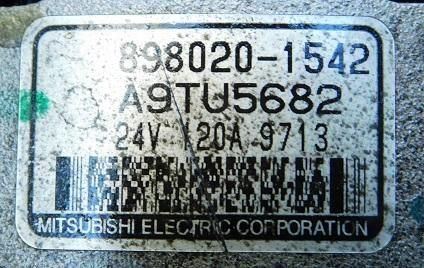 898020-1542
A9TU5682
24V 120A 9713
MITSUBISHI ELECTRIC CORPORATION